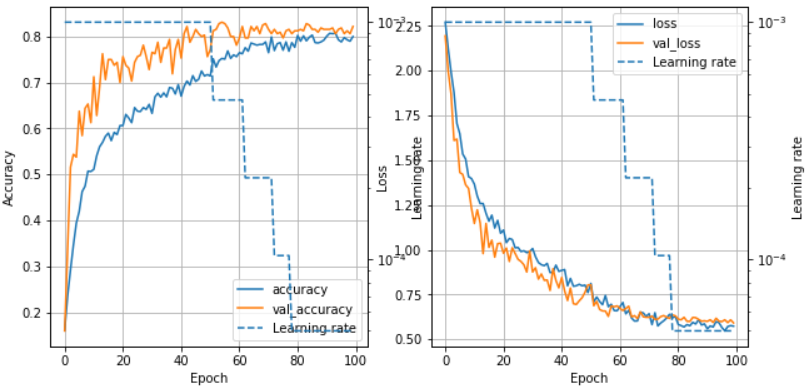 0.8
0.7
0.6
0.5
0.4
0.3
0.2
Accuracy
0 20 40 60 80 100
Epoch
10⁻³
10⁻⁴
Learning rate
accuracy
val_accuracy
Learning rate
Loss
2.25
2.00
1.75
1.50
1.25
1.00
0.75
0.50
0 20 40 60 80 100
Epoch
10⁻³
10⁻⁴
Learning rate
loss
val_loss
Learning rate